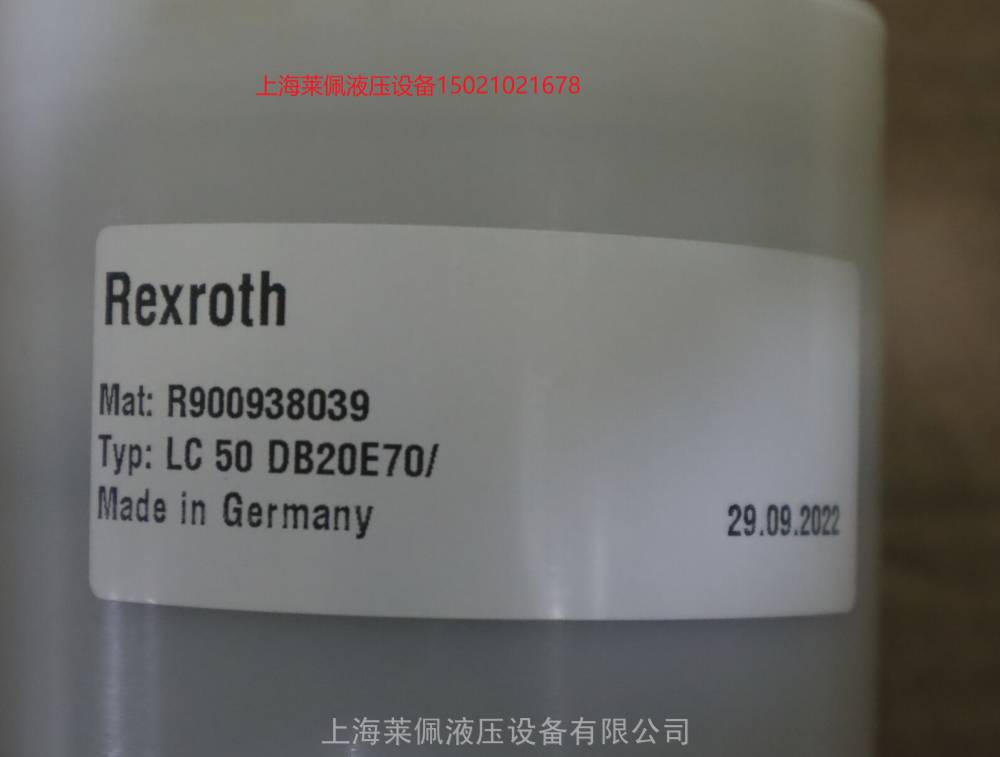 上海莱佩液压设备15021021678
Rexroth
Mat: R900938039
Typ: LC 50 DB20E70/
Made in Germany
29.09.2022
上海莱佩液压设备有限公司